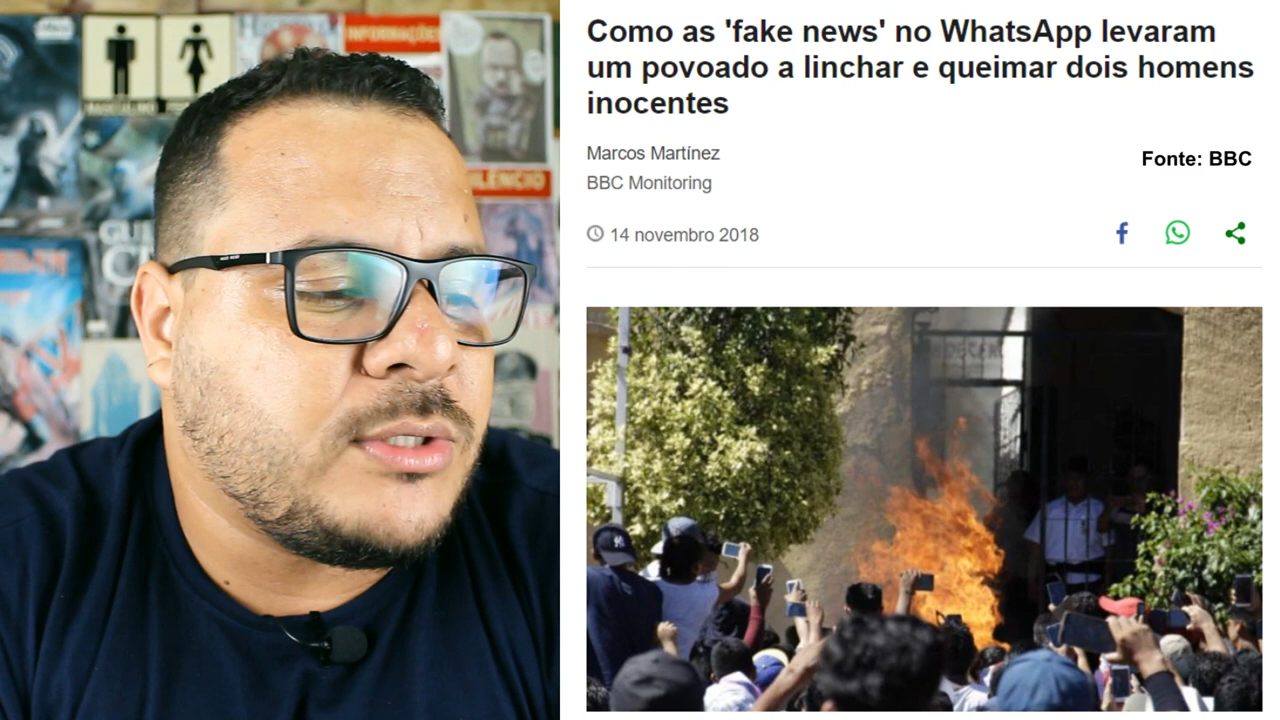 INFORMAÇÕES
MASCULINO
SILÊNCIO
Como as 'fake news' no WhatsApp levaram
um povoado a linchar e queimar dois homens
inocentes
Marcos Martínez
Fonte: BBC
BBC Monitoring
14 novembro 2018